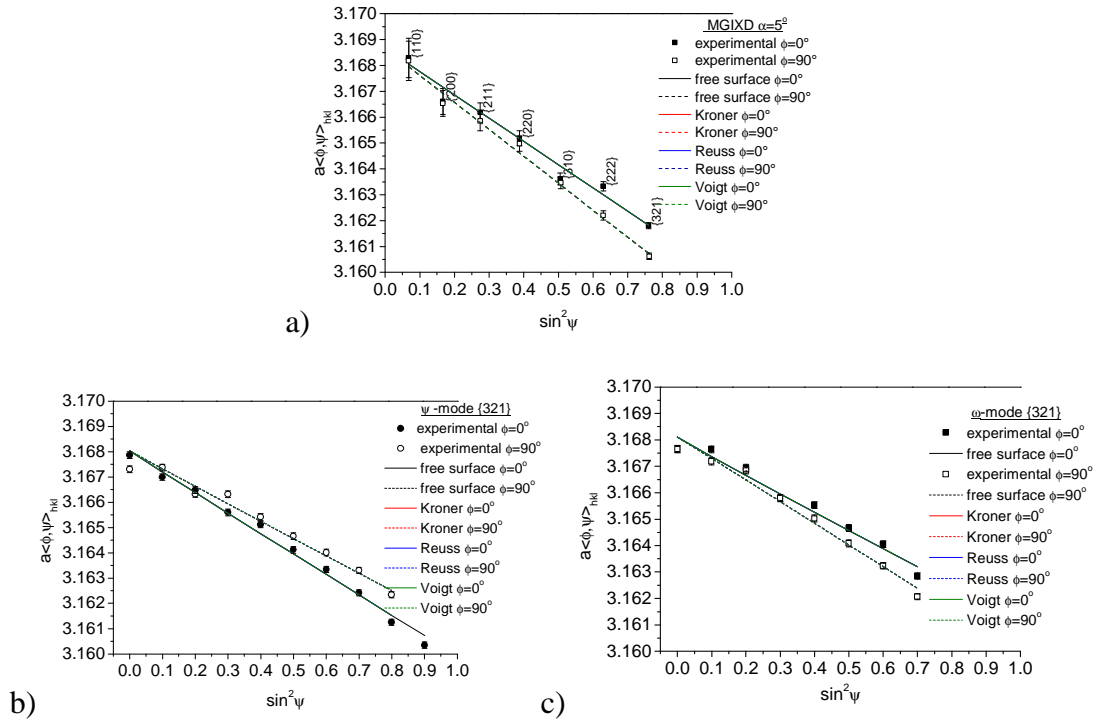 MGIXD α=5º
experimental ϕ=0°
experimental ϕ=90°
free surface ϕ=0°
free surface ϕ=90°
Kroner ϕ=0°
Kroner ϕ=90°
Reuss ϕ=0°
Reuss ϕ=90°
Voigt ϕ=0°
Voigt ϕ=90°
{110}
{200}
{211}
{220}
{310}
{222}
{321}
3.170
3.169
3.168
3.167
3.166
3.165
3.164
3.163
3.162
3.161
3.160
a<ϕ,ψ>hkl
0.0 0.1 0.2 0.3 0.4 0.5 0.6 0.7 0.8 0.9 1.0
sin²ψ
a)
ψ -mode {321}
experimental ϕ=0°
experimental ϕ=90°
free surface ϕ=0°
free surface ϕ=90°
Kroner ϕ=0°
Kroner ϕ=90°
Reuss ϕ=0°
Reuss ϕ=90°
Voigt ϕ=0°
Voigt ϕ=90°
3.170
3.169
3.168
3.167
3.166
3.165
3.164
3.163
3.162
3.161
3.160
a<ϕ,ψ>hkl
0.0 0.1 0.2 0.3 0.4 0.5 0.6 0.7 0.8 0.9 1.0
sin²ψ
b)
ω-mode {321}
experimental ϕ=0°
free surface ϕ=0°
experimental ϕ=90°
free surface ϕ=90°
Kroner ϕ=0°
Kroner ϕ=90°
Reuss ϕ=0°
Reuss ϕ=90°
Voigt ϕ=0°
Voigt ϕ=90°
3.170
3.169
3.168
3.167
3.166
3.165
3.164
3.163
3.162
3.161
3.160
a<ϕ,ψ>hkl
0.0 0.1 0.2 0.3 0.4 0.5 0.6 0.7 0.8 0.9 1.0
sin²ψ
c)